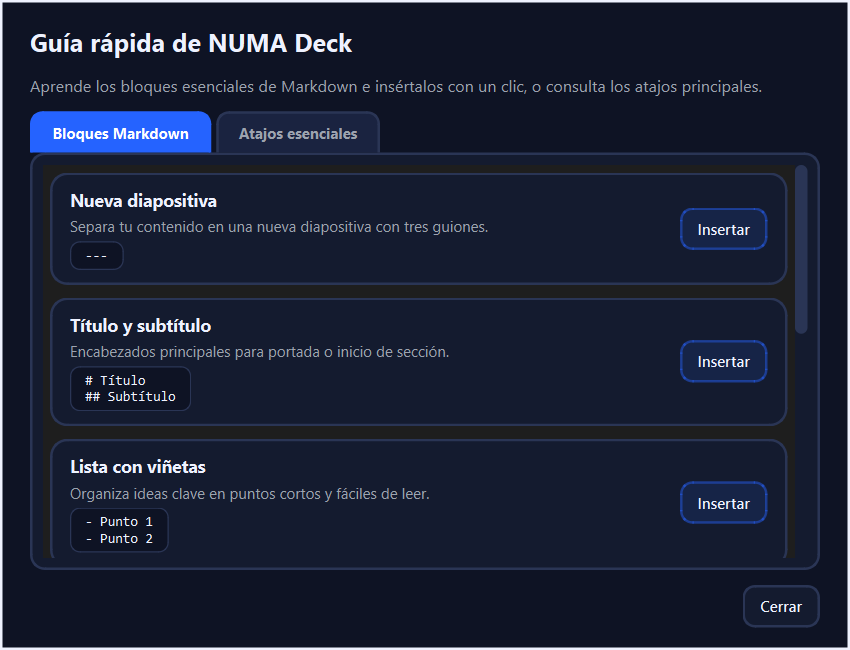 Guía rápida de NUMA Deck
Aprende los bloques esenciales de Markdown e insértalos con un clic, o consulta los atajos principales.
Bloques Markdown
Atajos esenciales
Nueva diapositiva
Separa tu contenido en una nueva diapositiva con tres guiones.
---
Insertar
Título y subtítulo
Encabezados principales para portada o inicio de sección.
# Título
## Subtítulo
Insertar
Lista con viñetas
Organiza ideas clave en puntos cortos y fáciles de leer.
- Punto 1
- Punto 2
Insertar
Cerrar